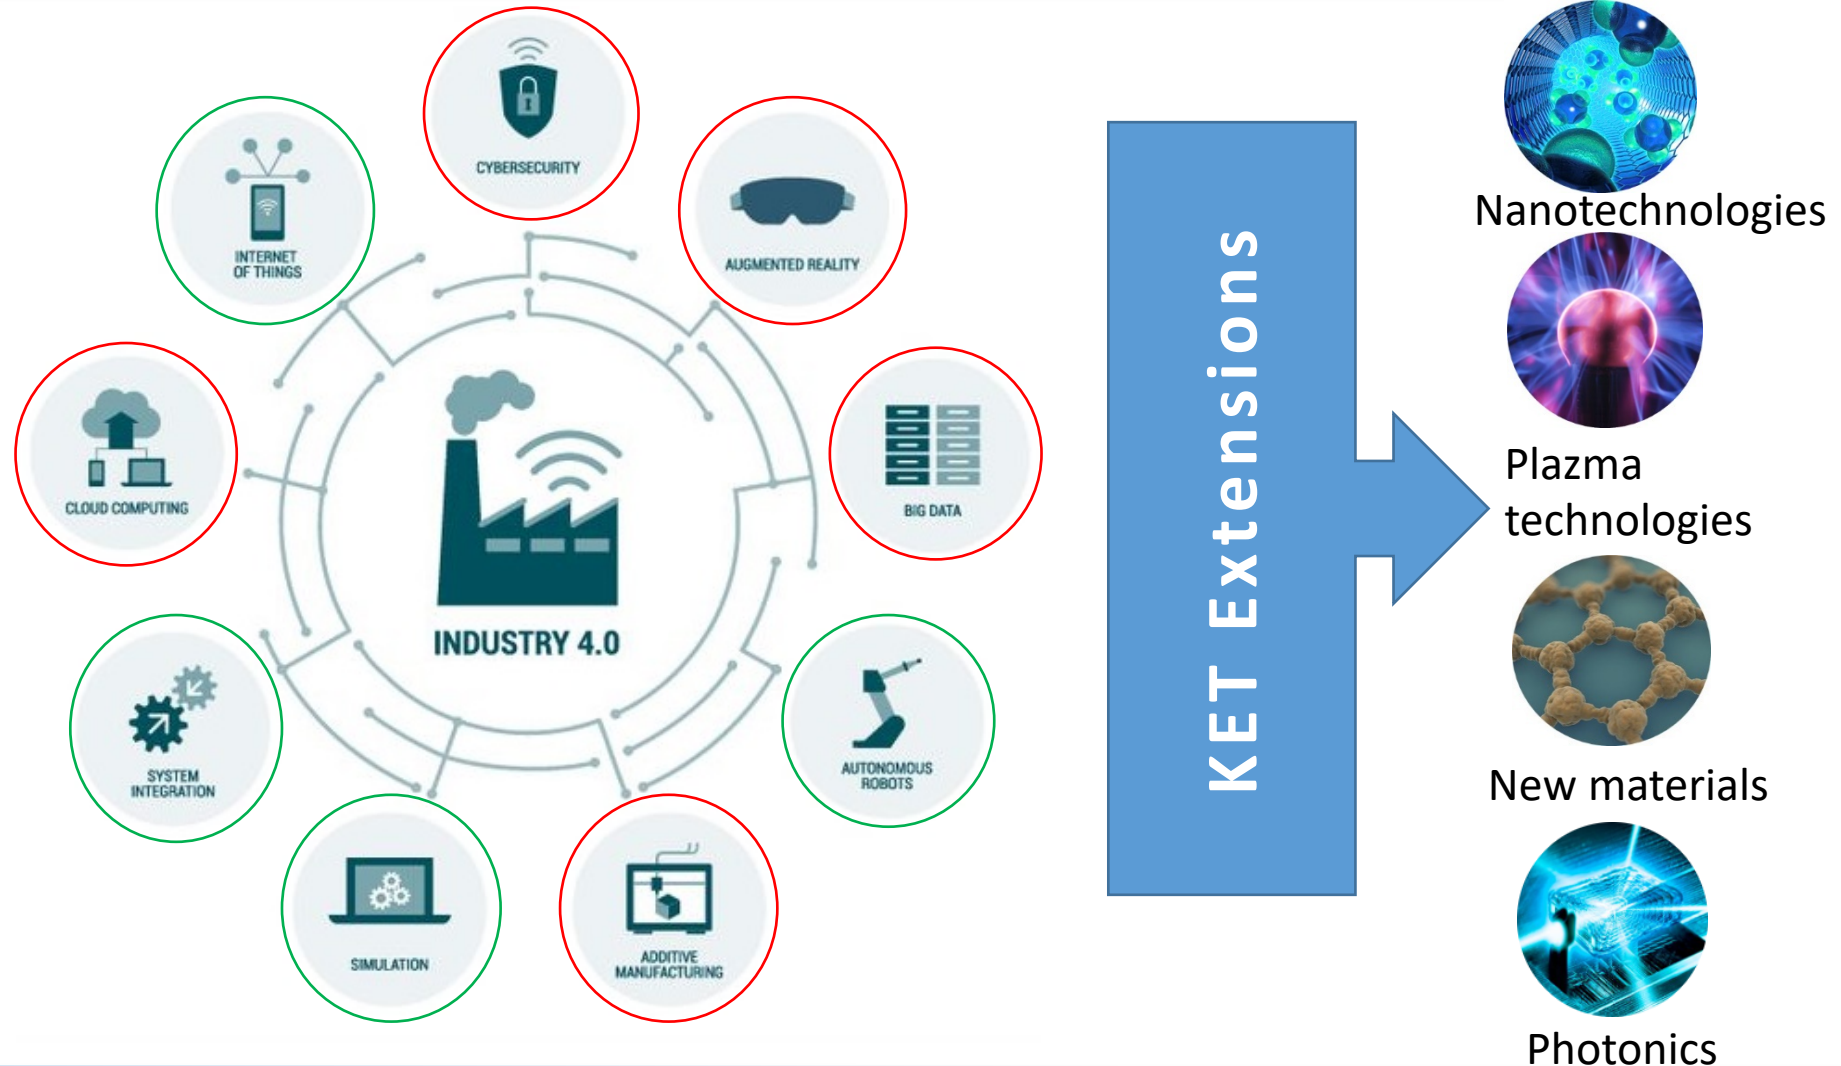 CYBERSECURITY
AUGMENTED REALITY
BIG DATA
AUTONOMOUS
ROBOTS
ADDITIVE
MANUFACTURING
SIMULATION
SYSTEM
INTEGRATION
CLOUD COMPUTING
INTERNET
OF THINGS
INDUSTRY 4.0
KET Extensions
Nanotechnologies
Plazma
technologies
New materials
Photonics